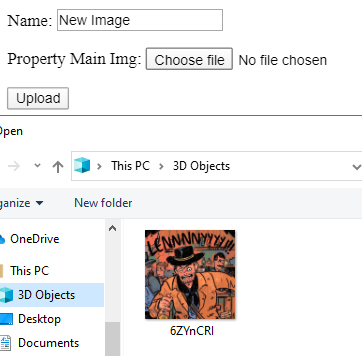 Name: New Image
Property Main Img: Choose file No file chosen
Upload
Open
This PC > 3D Objects
ganize New folder
OneDrive
This PC
3D Objects
Desktop
Documents
6ZYnCRl